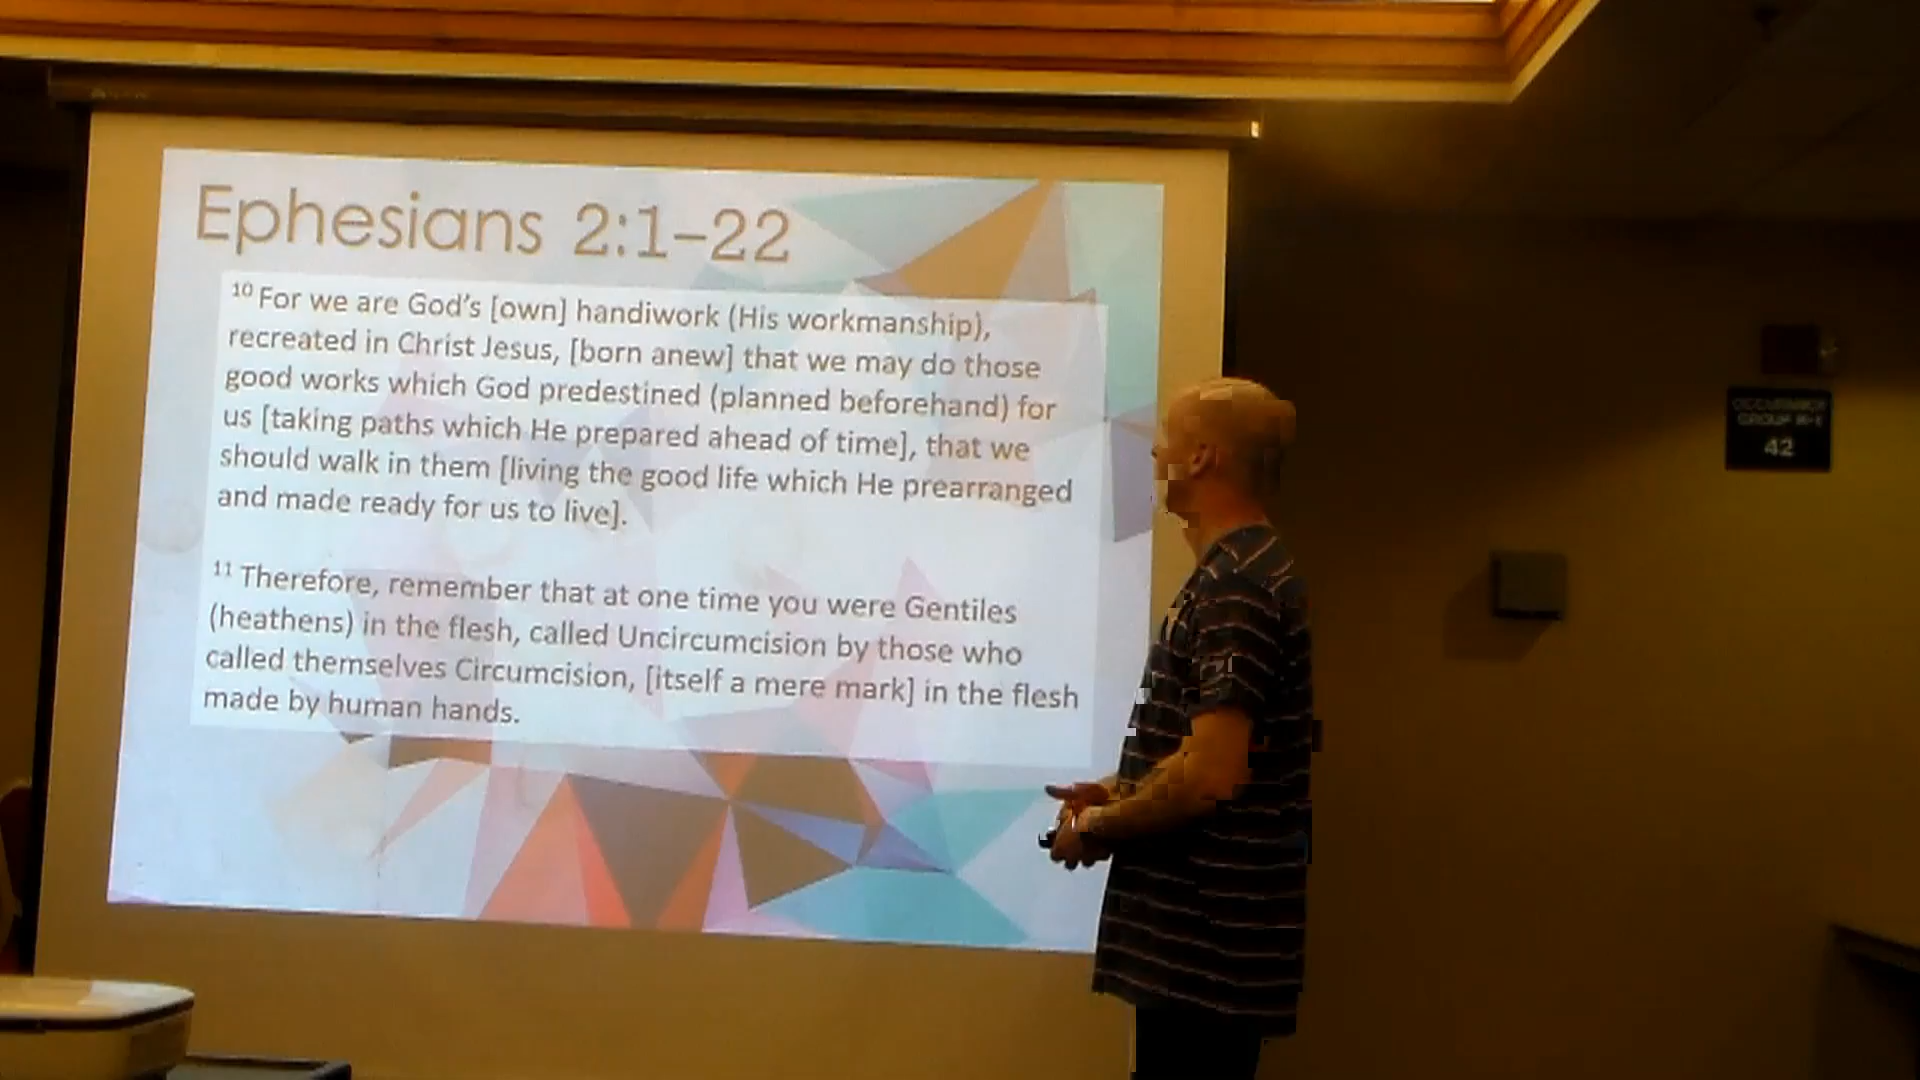 Ephesians 2:1–22
10 For we are God's [own] handiwork (His workmanship),
recreated in Christ Jesus, [born anew] that we may do those
good works which God predestined (planned beforehand) for
us [taking paths which He prepared ahead of time], that we
should walk in them [living the good life which He prearranged
and made ready for us to live].
11 Therefore, remember that at one time you were Gentiles
(heathens) in the flesh, called Uncircumcision by those who
called themselves Circumcision, [itself a mere mark] in the flesh
made by human hands.
OCCUPANCY
GROUP
42